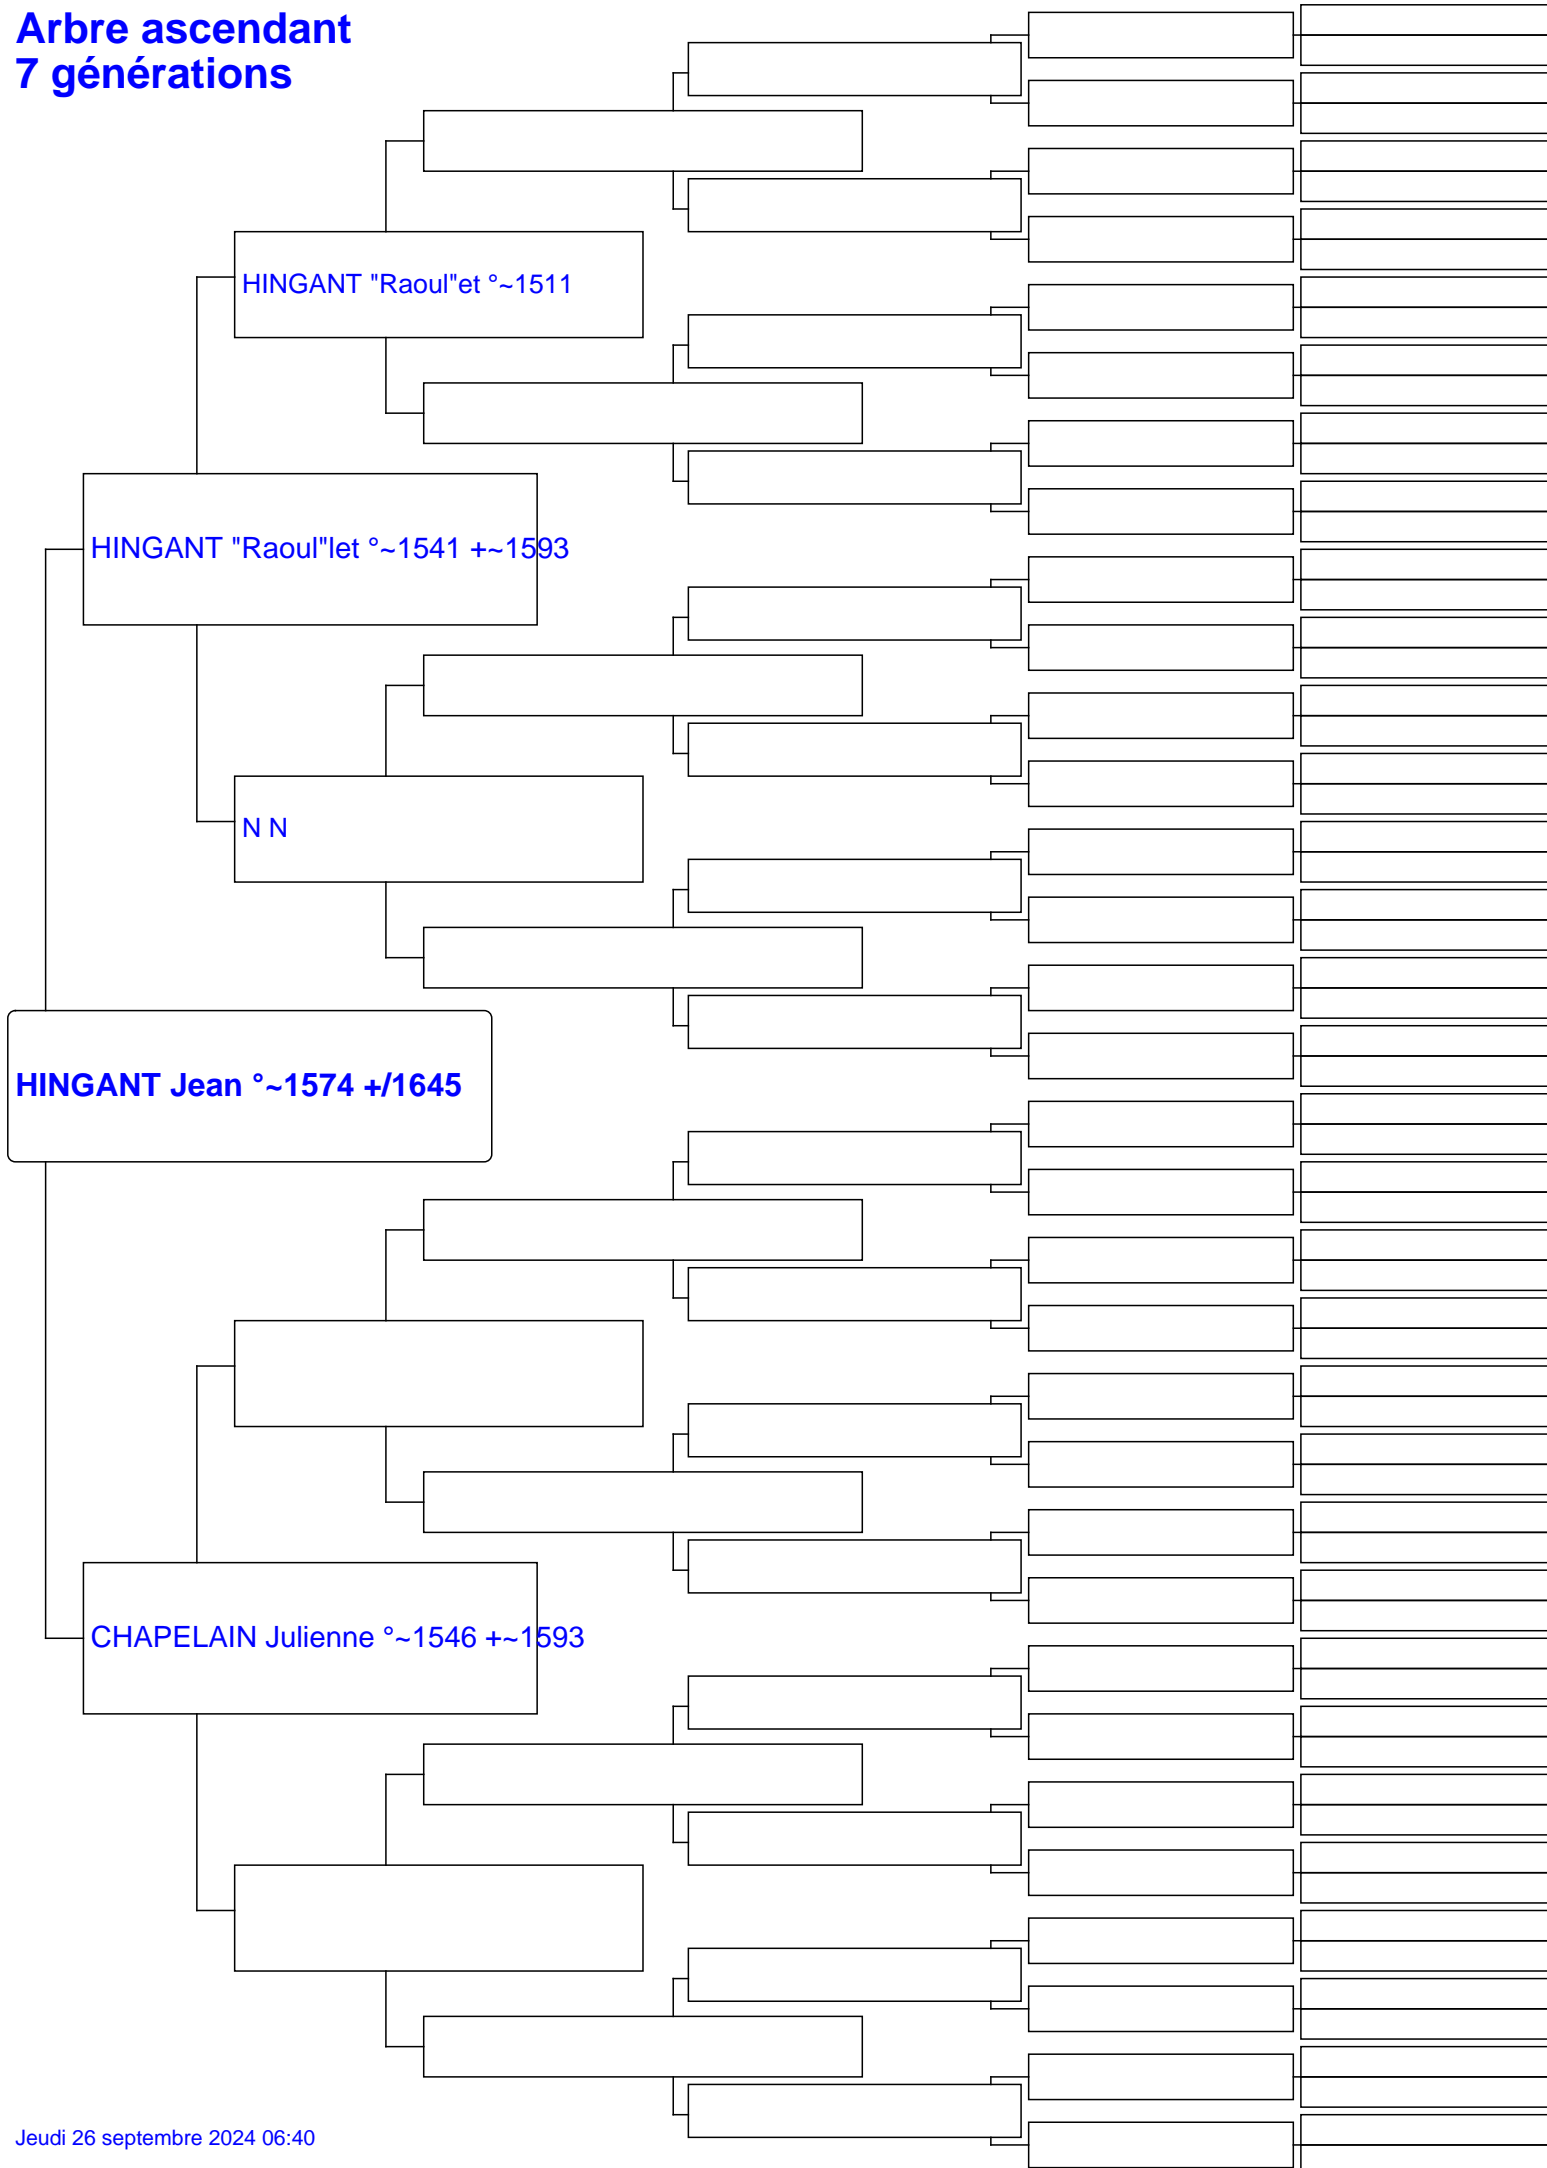 Arbre ascendant
7 générations
HINGANT "Raoul"et °~1511
HINGANT "Raoul"let °~1541 +~1593
N N
HINGANT Jean °~1574 +/1645
CHAPELAIN Julienne °~1546 +~1593
Jeudi 26 septembre 2024 06:40